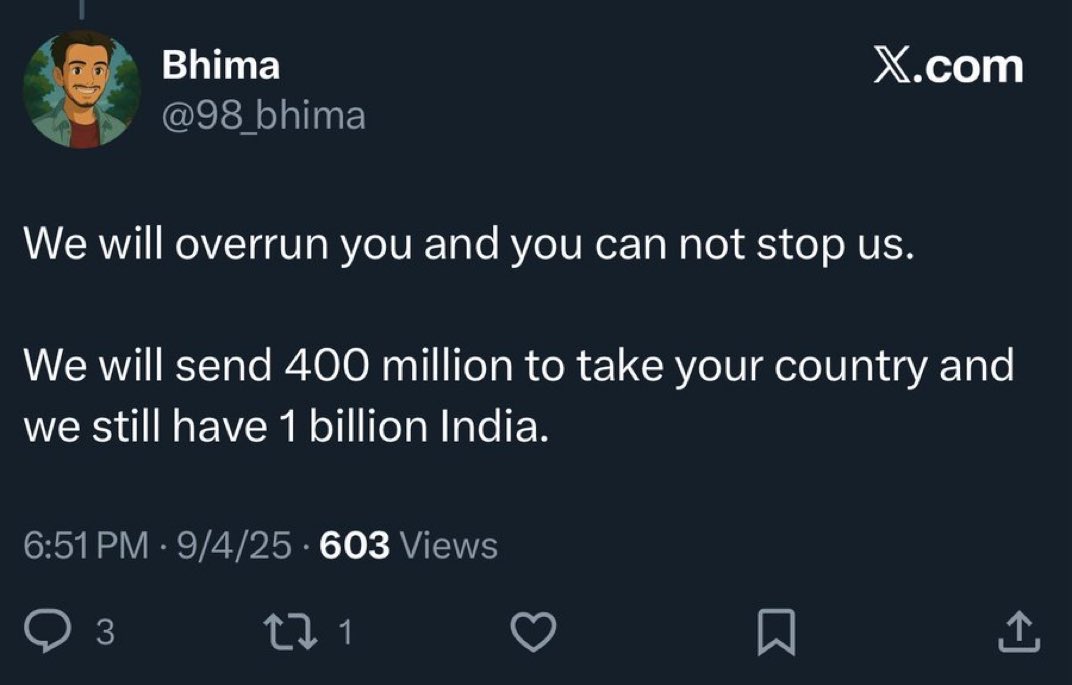 Bhima
X.com
@98_bhima
We will overrun you and you can not stop us.
We will send 400 million to take your country and
we still have 1 billion India.
6:51 PM · 9/4/25 · 603 Views
3 1